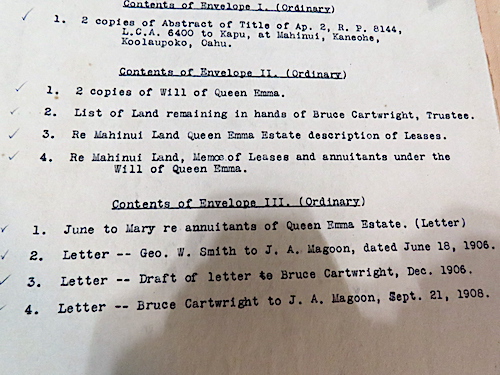 Contents of Envelope I. (Ordinary)
1. 2 copies of Abstract of Title of Ap. 2, R. P. 8144,
L.C.A. 6400 to Kapu, at Mahinui, Kaneohe,
Koolaupoko, Oahu.
Contents of Envelope II. (Ordinary)
1. 2 copies of Will of Queen Emma.
2. List of Land remaining in hands of Bruce Cartwright, Trustee.
3. Re Mahinui Land Queen Emma Estate description of Leases.
4. Re Mahinui Land, Memos of Leases and annuitants under the
Will of Queen Emma.
Contents of Envelope III. (Ordinary)
1. June to Mary re annuitants of Queen Emma Estate. (Letter)
2. Letter -- Geo. W. Smith to J. A. Magoon, dated June 18, 1906.
3. Letter -- Draft of letter to Bruce Cartwright, Dec. 1906.
4. Letter -- Bruce Cartwright to J. A. Magoon, Sept. 21, 1908.